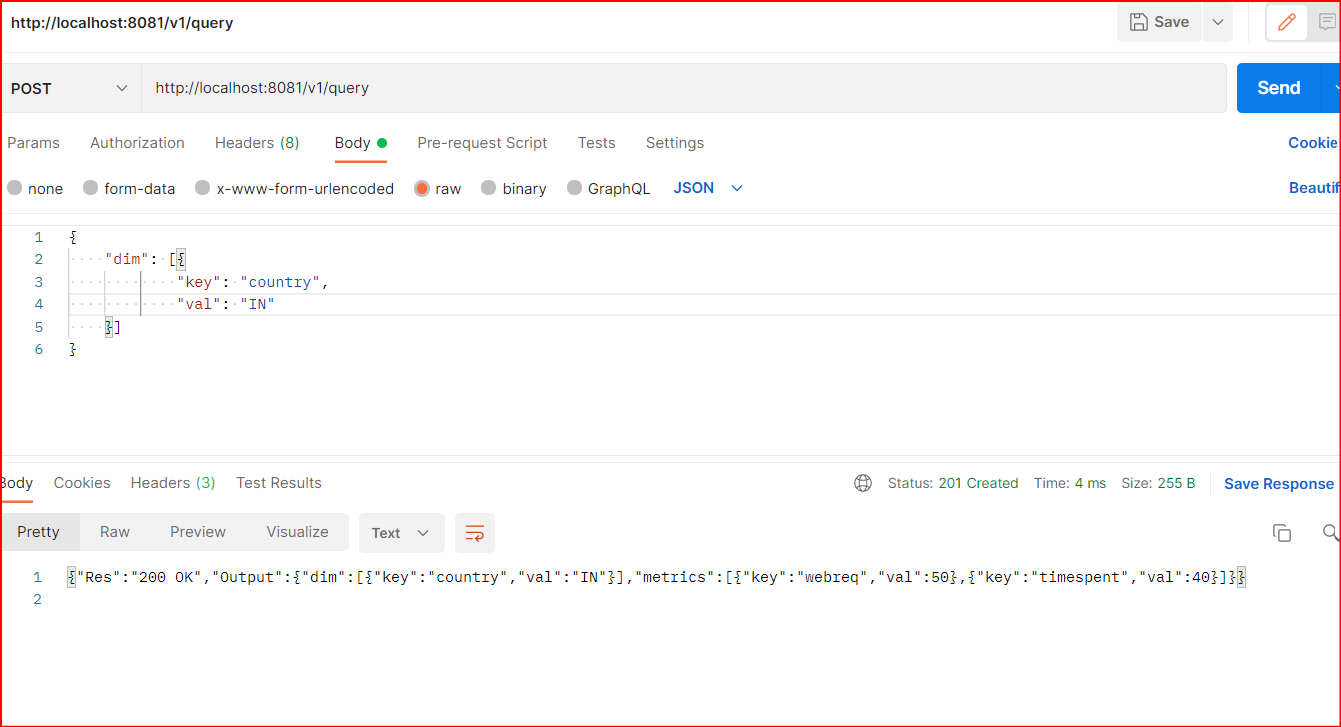 http://localhost:8081/v1/query
Save
POST
http://localhost:8081/v1/query
Send
Params Authorization Headers (8) Body Pre-request Script Tests Settings Cookie
none form-data x-www-form-urlencoded raw binary GraphQL JSON Beautif
1 {
2 "dim": [{
3 "key": "country",
4 "val": "IN"
5 }]
6 }
Body Cookies Headers (3) Test Results Status: 201 Created Time: 4 ms Size: 255 B Save Response
Pretty Raw Preview Visualize Text
1 {"Res":"200 OK","Output":{"dim":[{"key":"country","val":"IN"}],"metrics":[{"key":"webreq","val":50},{"key":"timespent","val":40}]}}
2